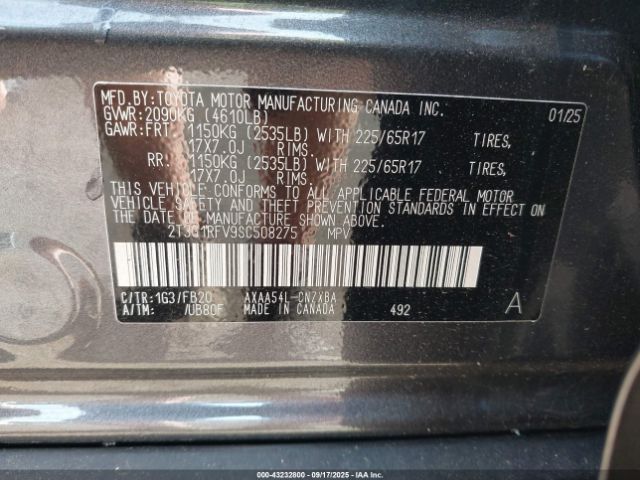 MFD.BY:TOYOTA MOTOR MANUFACTURING CANADA INC.
GVWR:2090KG (4610LB) 01/25
GAWR:FRT. 1150KG (2535LB) WITH 225/65R17 TIRES,
17X7.0J RIMS.
RR. 1150KG (2535LB) WITH 225/65R17 TIRES,
17X7.0J RIMS.
THIS VEHICLE CONFORMS TO ALL APPLICABLE FEDERAL MOTOR
VEHICLE SAFETY AND THEFT PREVENTION STANDARDS IN EFFECT ON
THE DATE OF MANUFACTURE SHOWN ABOVE.
MPV
C/TR:1G3/FB20 AXAA54L-CNZXBA
A/TM: /UB80F MADE IN CANADA 492 A
000-43232800 09/17/2025 IAA Inc.